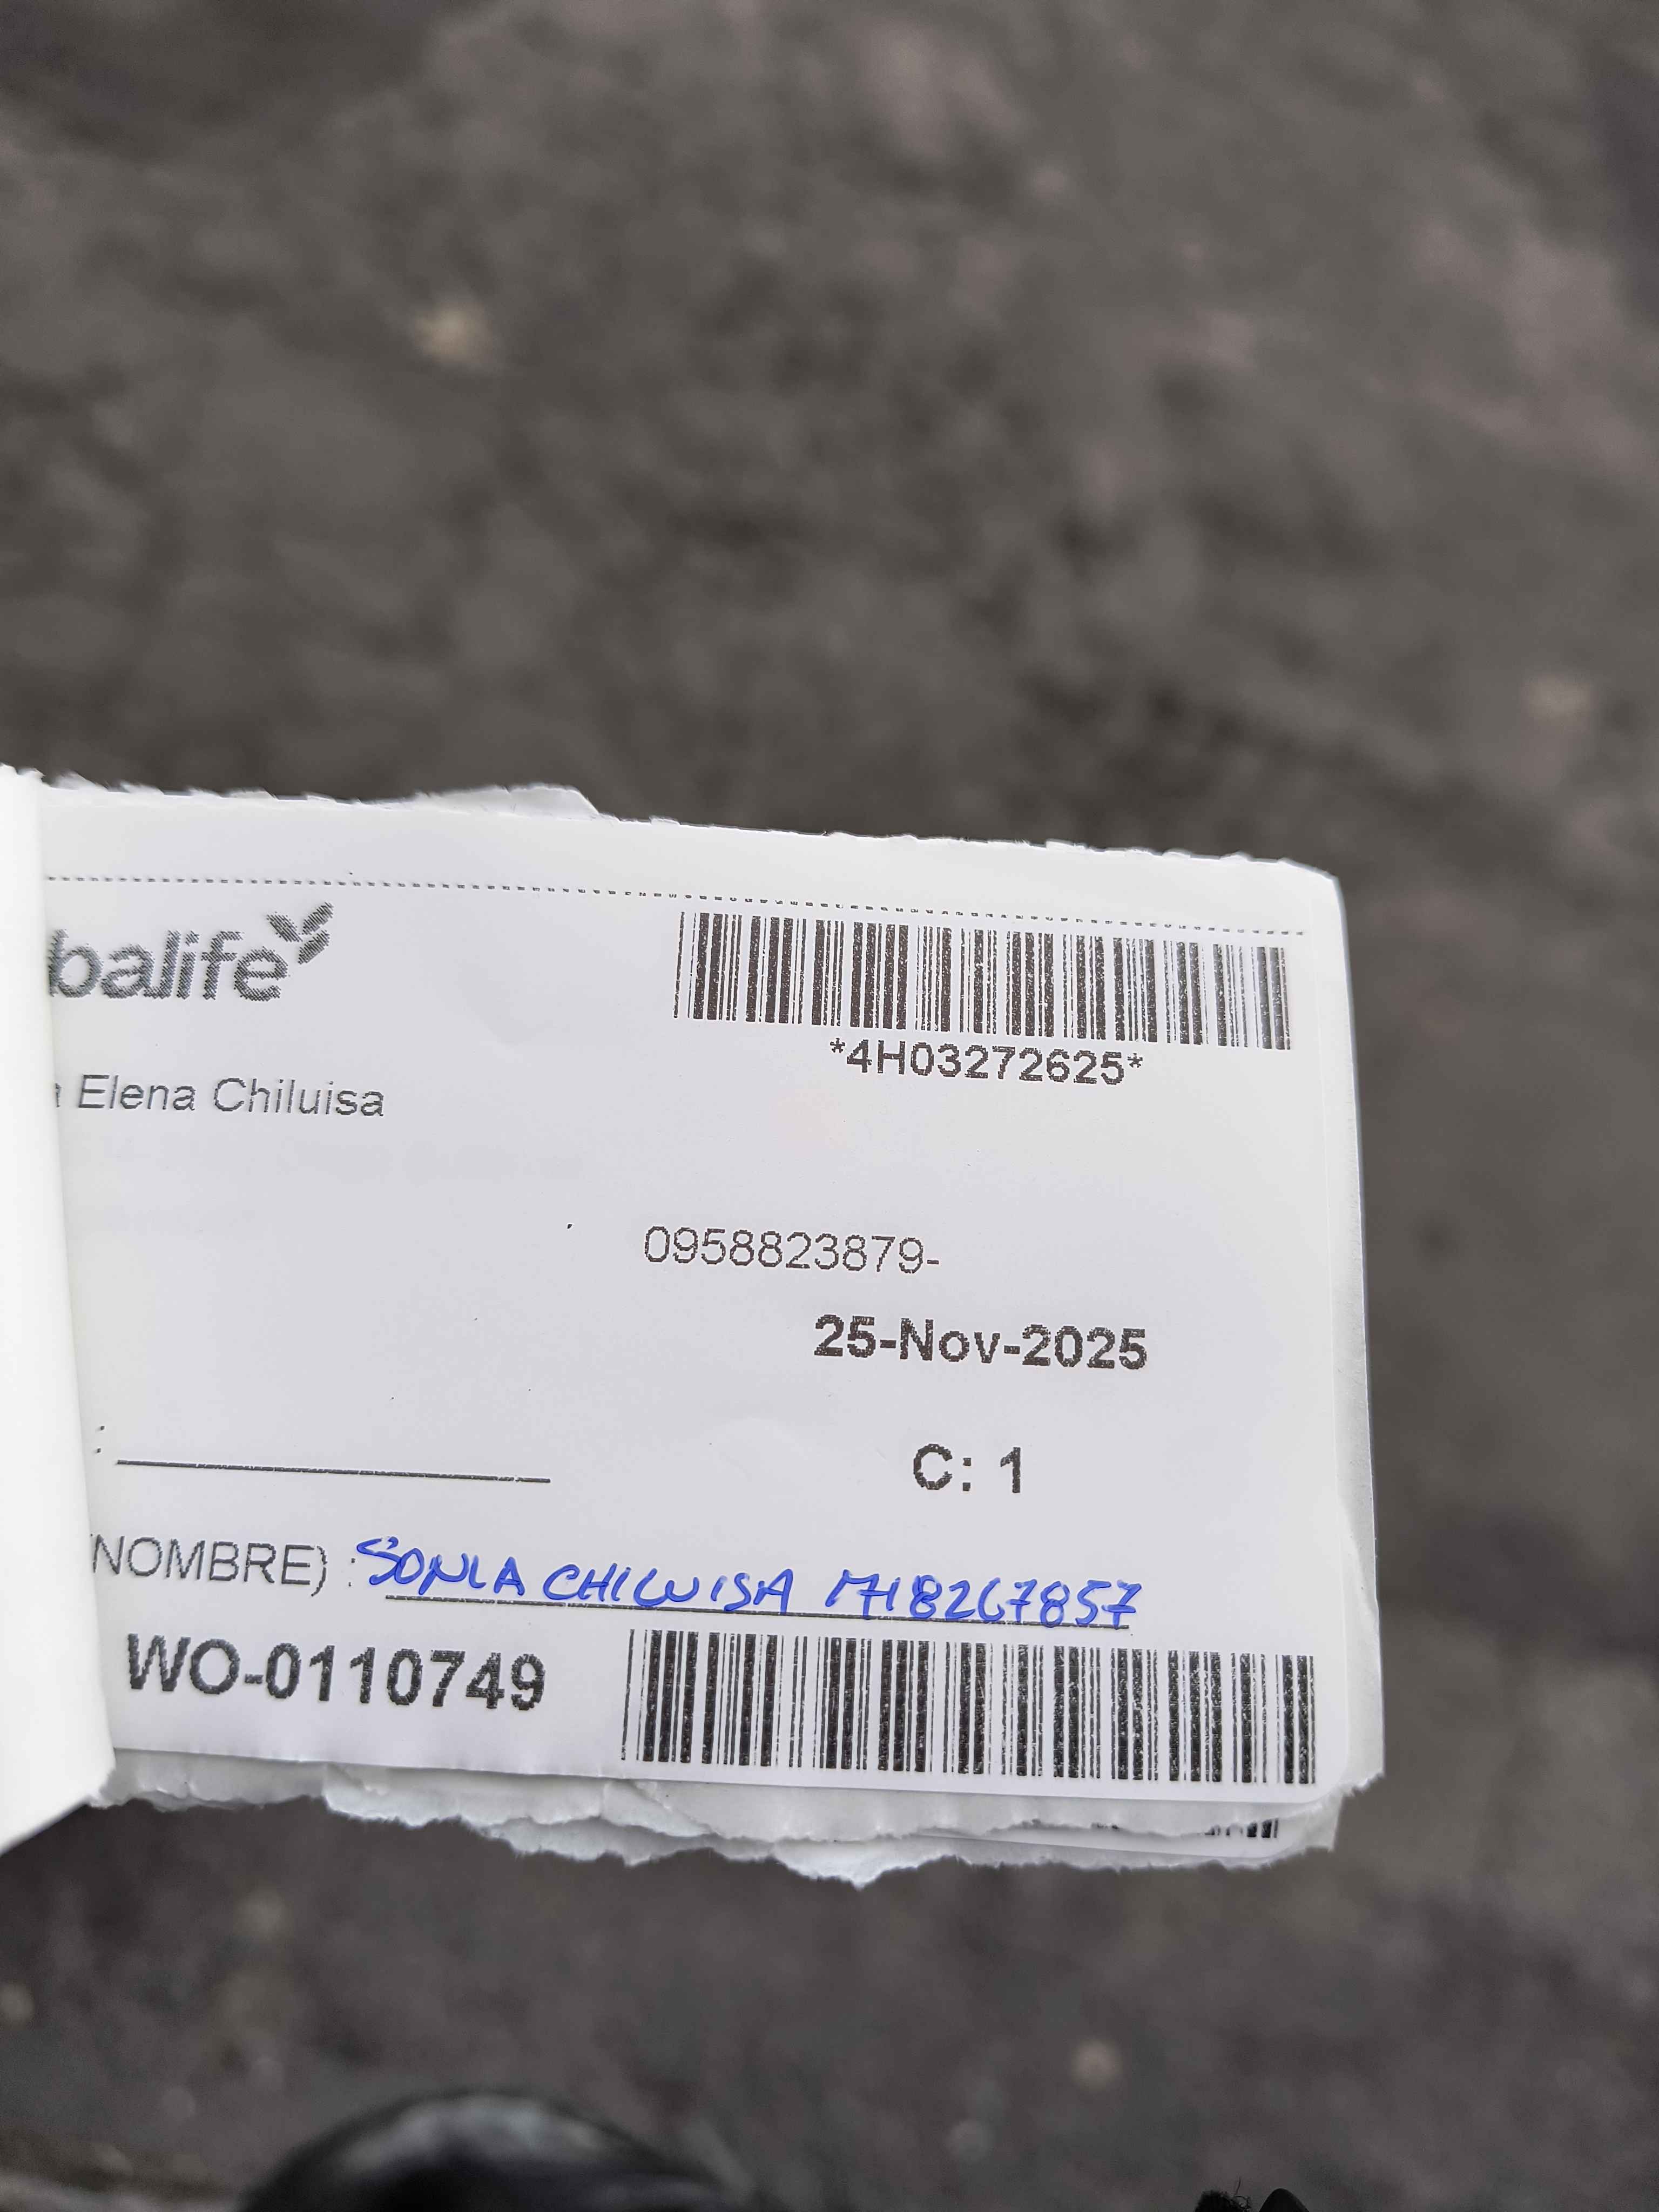 balife
*4H03272625*
Elena Chiluisa
0958823879-
25-Nov-2025
: 
C: 1
NOMBRE) : SONIA CHILUISA 1718267857
WO-0110749